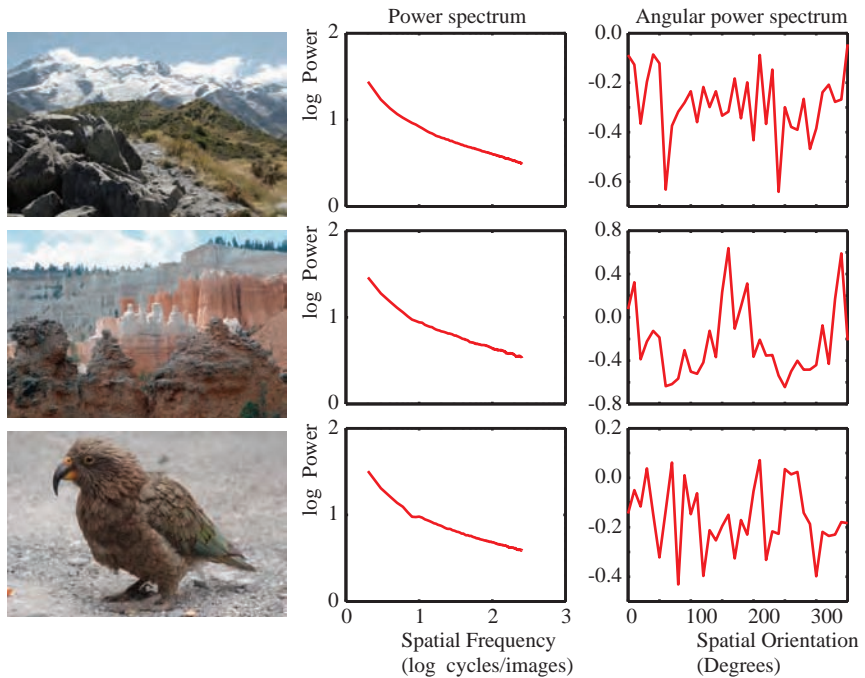 Power spectrum
Angular power spectrum
2
1
0
log Power
0.0
-0.2
-0.4
-0.6
2
1
0
log Power
0.8
0.4
0.0
-0.4
-0.8
2
1
0
log Power
0.2
0.0
-0.2
-0.4
0 1 2 3
Spatial Frequency
(log cycles/images)
0 100 200 300
Spatial Orientation
(Degrees)